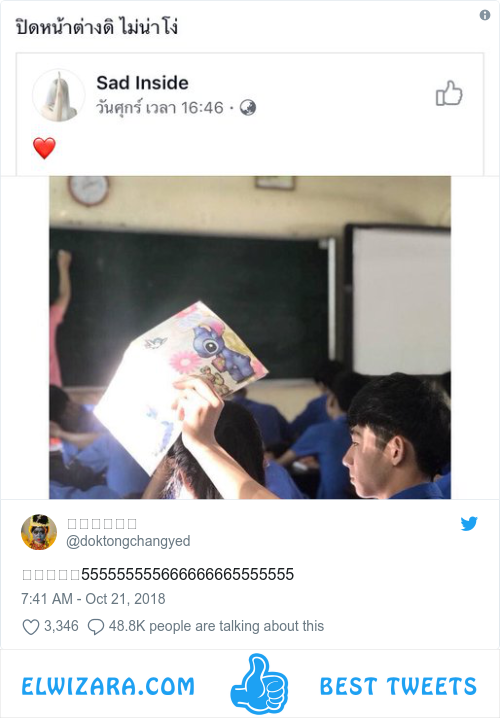 ปิดหน้าต่างดิ ไม่น่าโง่
Sad Inside
วันศุกร์ เวลา 16:46 ·
@doktongchangyed
555555555666666665555555
7:41 AM - Oct 21, 2018
3,346 48.8K people are talking about this
ELWIZARA.COM BEST TWEETS